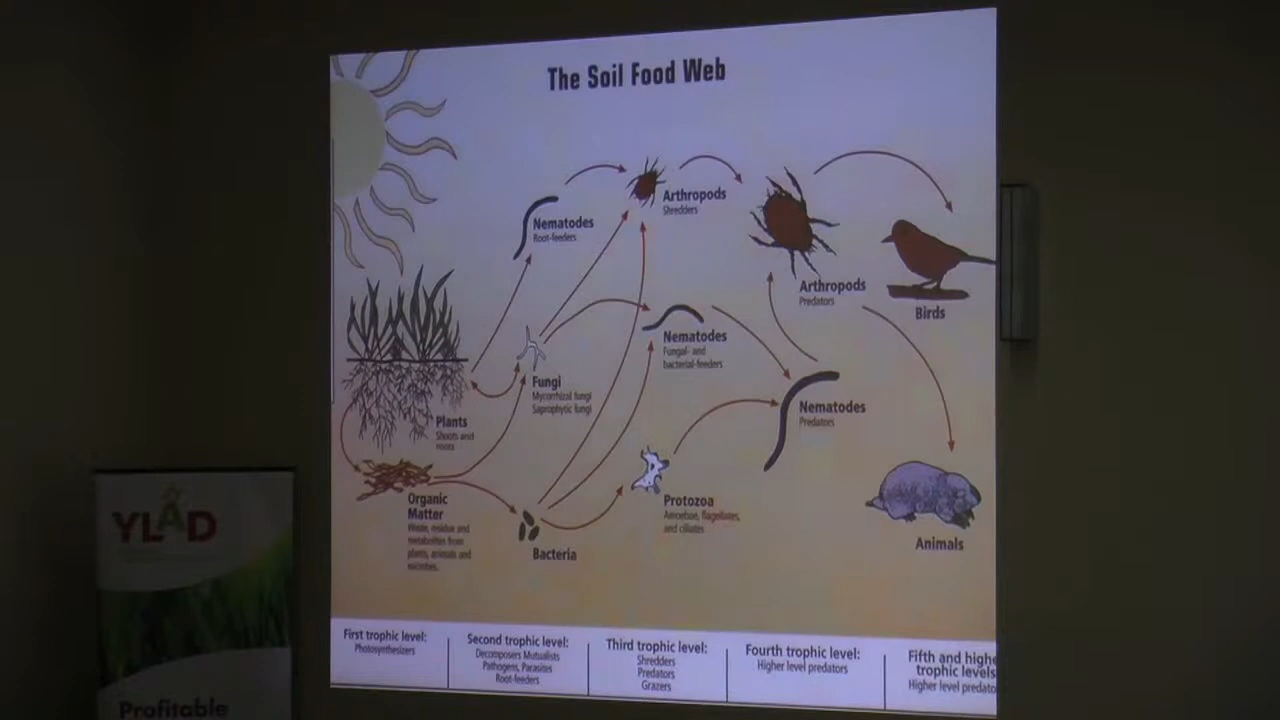 The Soil Food Web
Arthropods
Shredders
Nematodes
Root-feeders
Arthropods
Predators
Birds
Nematodes
Fungal- and
bacterial-feeders
Fungi
Mycorrhizal fungi
Saprophytic fungi
Nematodes
Predators
Plants
Shoots and
roots
Organic
Matter
Waste, residue and
metabolites from
plants, animals and
microbes.
Protozoa
Amoebae, flagellates,
and ciliates
Bacteria
Animals
First trophic level:
Photosynthesizers
Second trophic level:
Decomposers Mutualists
Pathogens, Parasites
Root-feeders
Third trophic level:
Shredders
Predators
Grazers
Fourth trophic level:
Higher level predators
Fifth and highe
trophic levels
Higher level predato
YLAD
Profitable